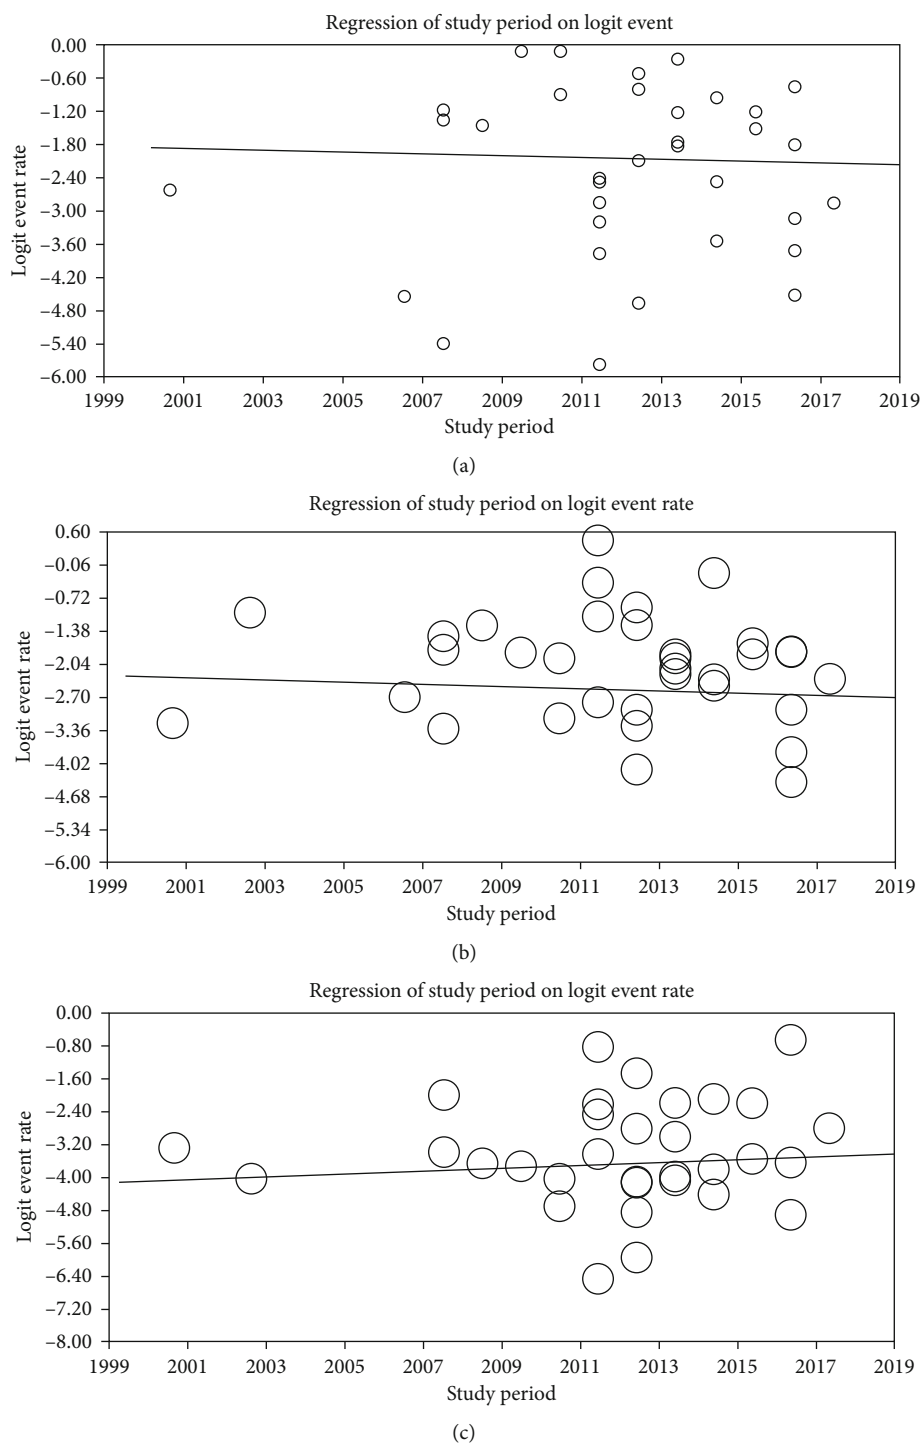 Regression of study period on logit event
0.00
−0.60
−1.20
−1.80
−2.40
−3.00
−3.60
−4.20
−4.80
−5.40
−6.00
Logit event rate
1999 2001 2003 2005 2007 2009 2011 2013 2015 2017 2019
Study period
(a)
Regression of study period on logit event rate
0.60
−0.06
−0.72
−1.38
−2.04
−2.70
−3.36
−4.02
−4.68
−5.34
−6.00
Logit event rate
1999 2001 2003 2005 2007 2009 2011 2013 2015 2017 2019
Study period
(b)
Regression of study period on logit event rate
0.00
−0.80
−1.60
−2.40
−3.20
−4.00
−4.80
−5.60
−6.40
−7.20
−8.00
Logit event rate
1999 2001 2003 2005 2007 2009 2011 2013 2015 2017 2019
Study period
(c)